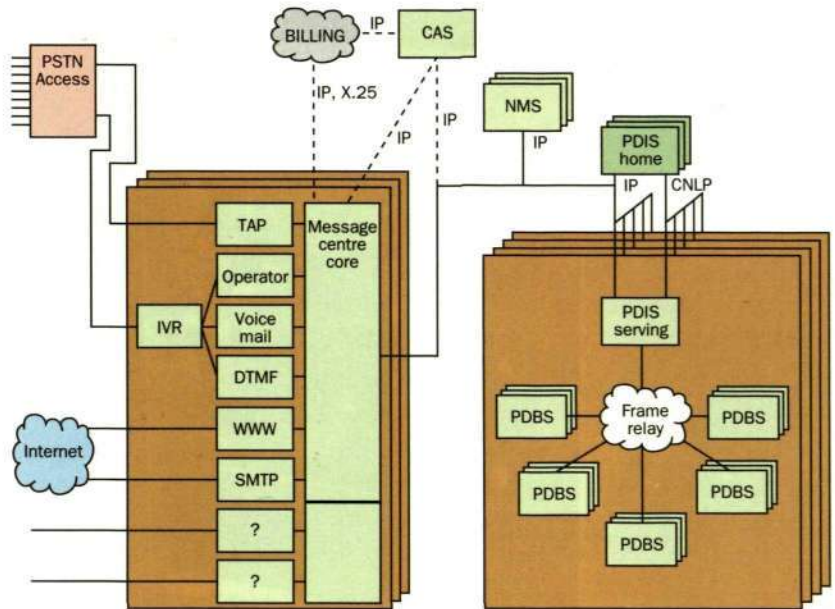 BILLING
IP
CAS
PSTN
Access
IP, X.25
IP
IP
NMS
IP
PDIS
home
IP
CNLP
TAP
Message
centre
core
Operator
IVR
Voice
mail
DTMF
WWW
Internet
SMTP
?
?
PDIS
serving
Frame
relay
PDBS
PDBS
PDBS
PDBS
PDBS